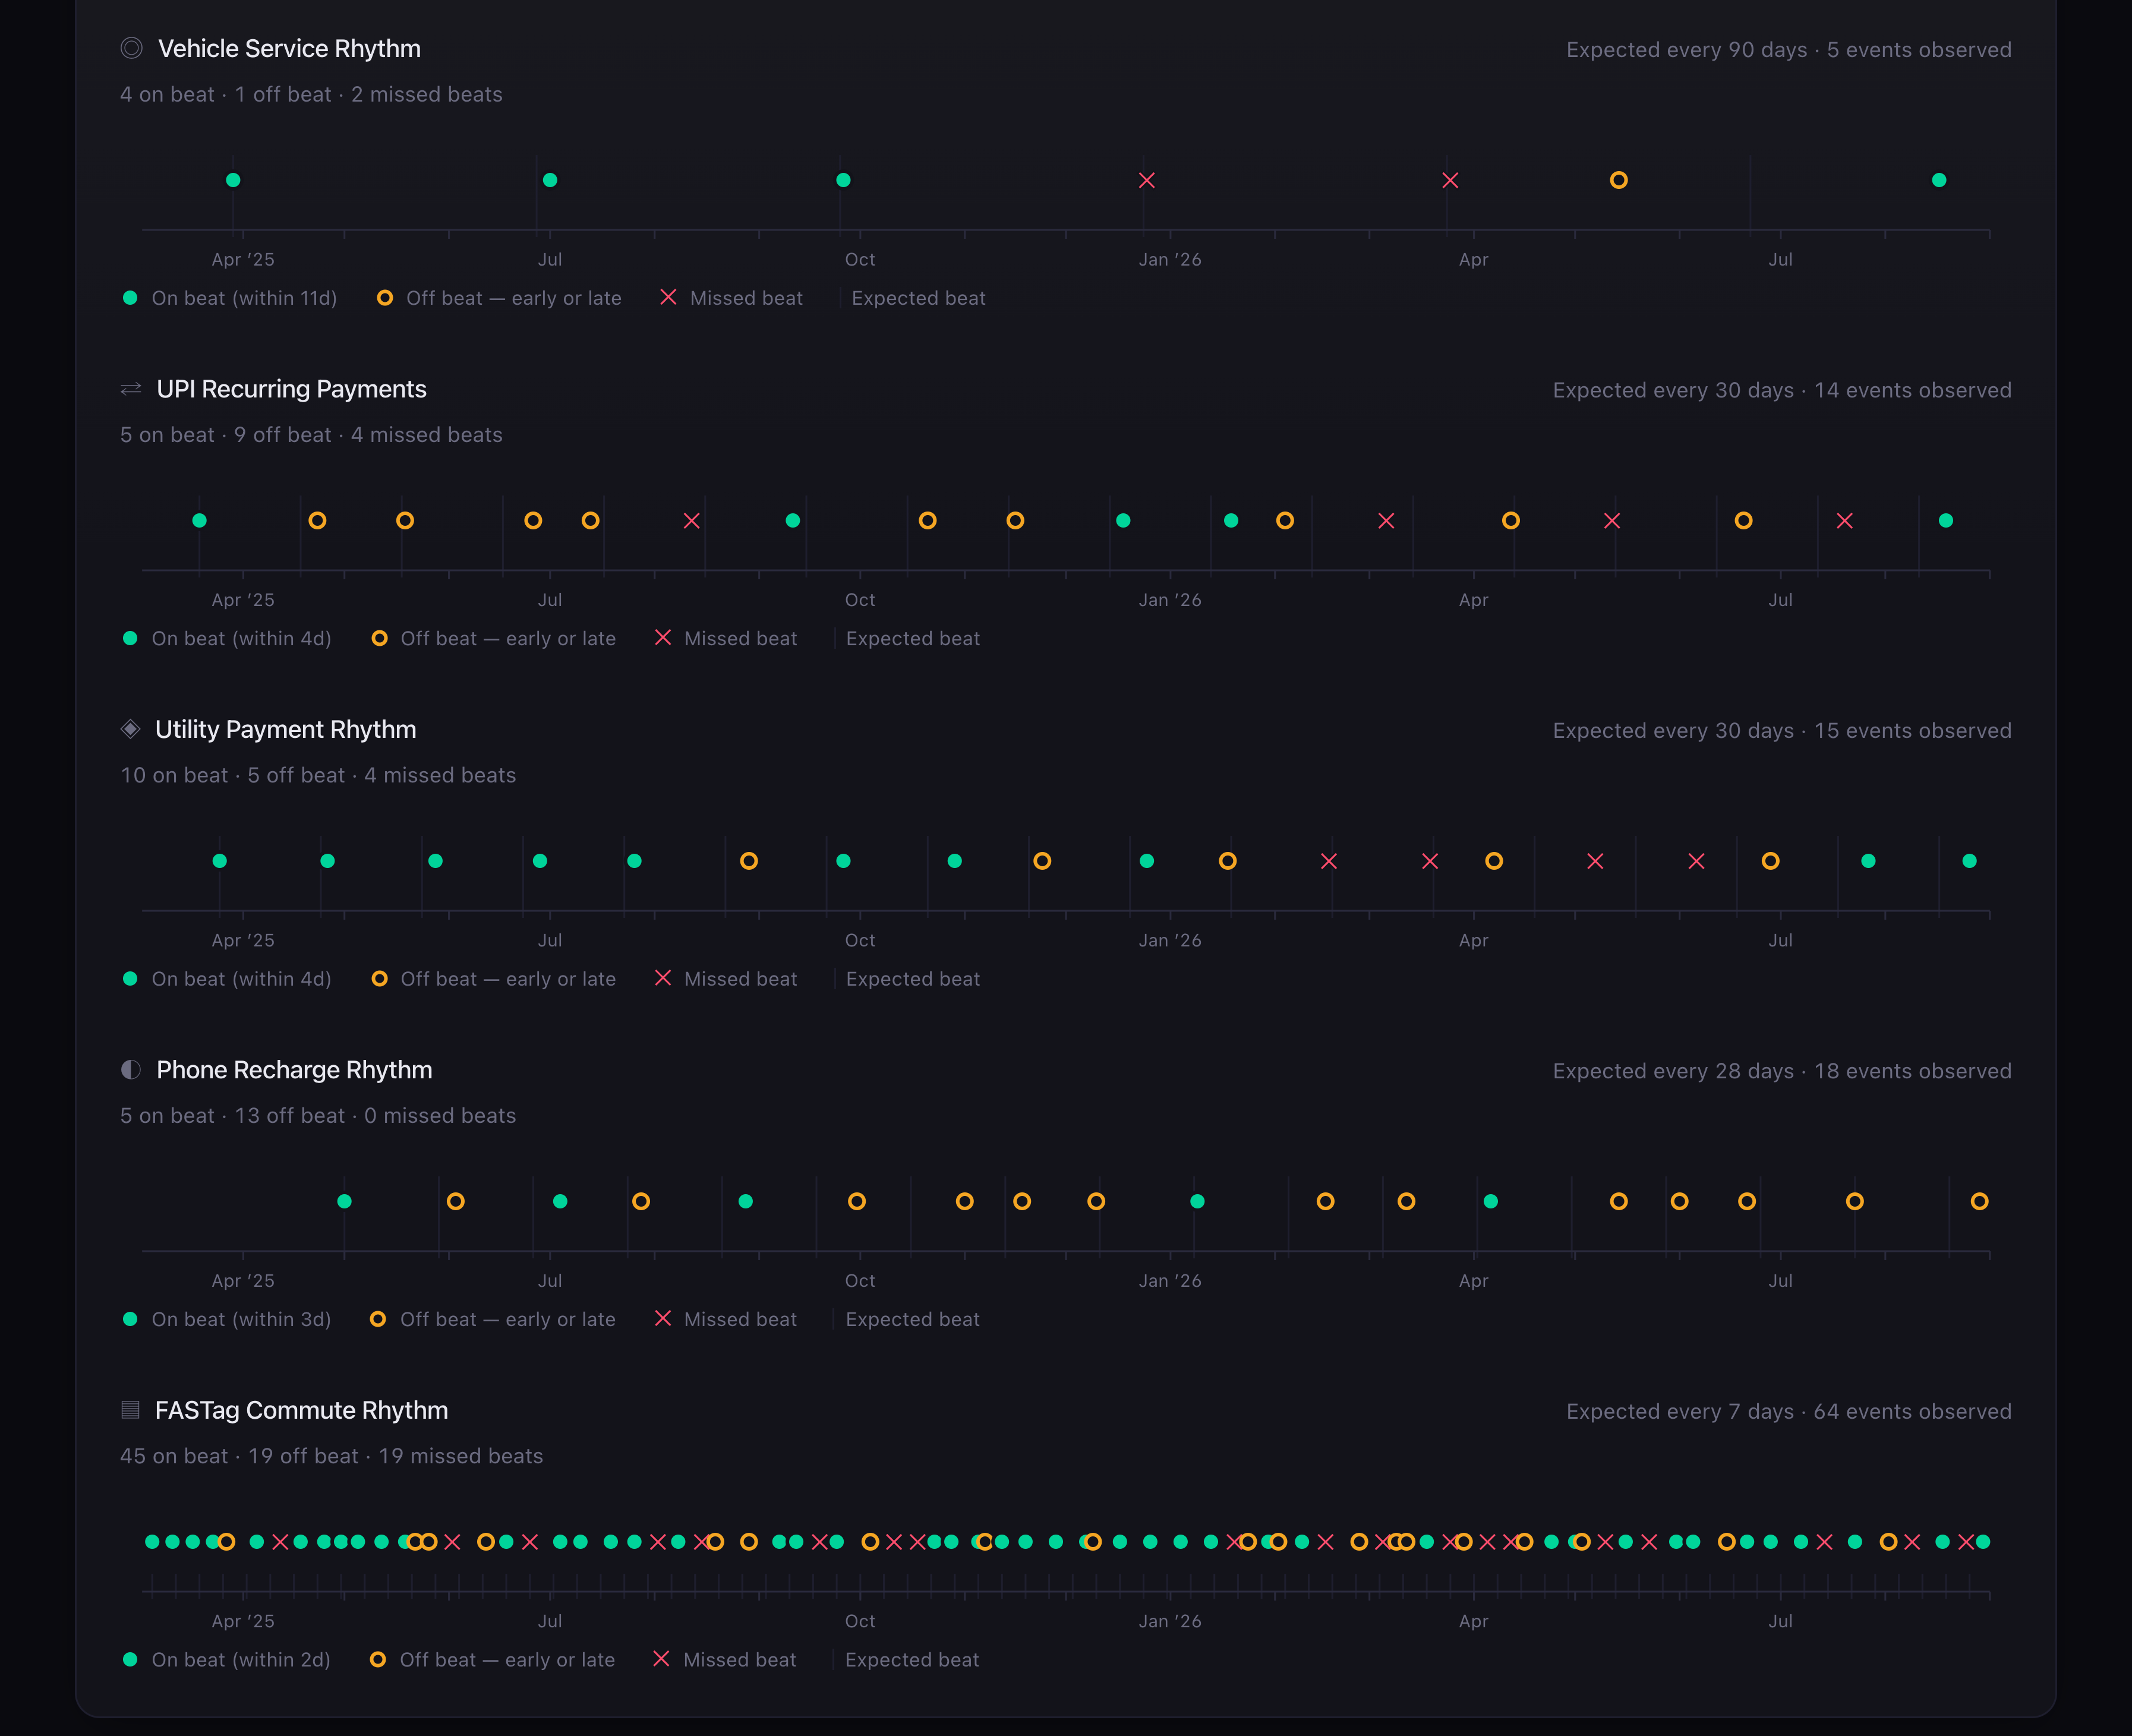 Vehicle Service Rhythm
Expected every 90 days · 5 events observed
4 on beat · 1 off beat · 2 missed beats
Apr ’25 Jul Oct Jan ’26 Apr Jul
On beat (within 11d) Off beat — early or late Missed beat Expected beat
UPI Recurring Payments
Expected every 30 days · 14 events observed
5 on beat · 9 off beat · 4 missed beats
Apr ’25 Jul Oct Jan ’26 Apr Jul
On beat (within 4d) Off beat — early or late Missed beat Expected beat
Utility Payment Rhythm
Expected every 30 days · 15 events observed
10 on beat · 5 off beat · 4 missed beats
Apr ’25 Jul Oct Jan ’26 Apr Jul
On beat (within 4d) Off beat — early or late Missed beat Expected beat
Phone Recharge Rhythm
Expected every 28 days · 18 events observed
5 on beat · 13 off beat · 0 missed beats
Apr ’25 Jul Oct Jan ’26 Apr Jul
On beat (within 3d) Off beat — early or late Missed beat Expected beat
FASTag Commute Rhythm
Expected every 7 days · 64 events observed
45 on beat · 19 off beat · 19 missed beats
Apr ’25 Jul Oct Jan ’26 Apr Jul
On beat (within 2d) Off beat — early or late Missed beat Expected beat